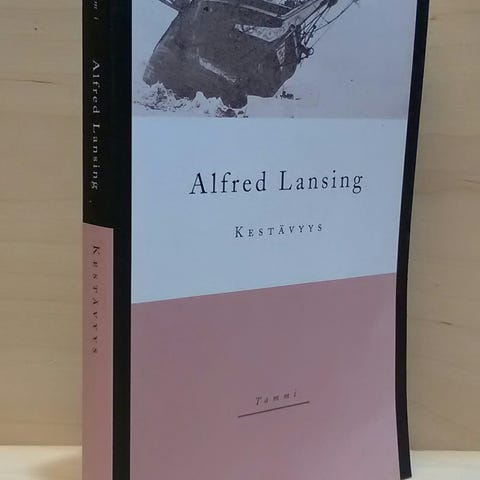 Alfred Lansing
KESTÄVYYS
Tammi
Alfred Lansing
KESTÄVYYS